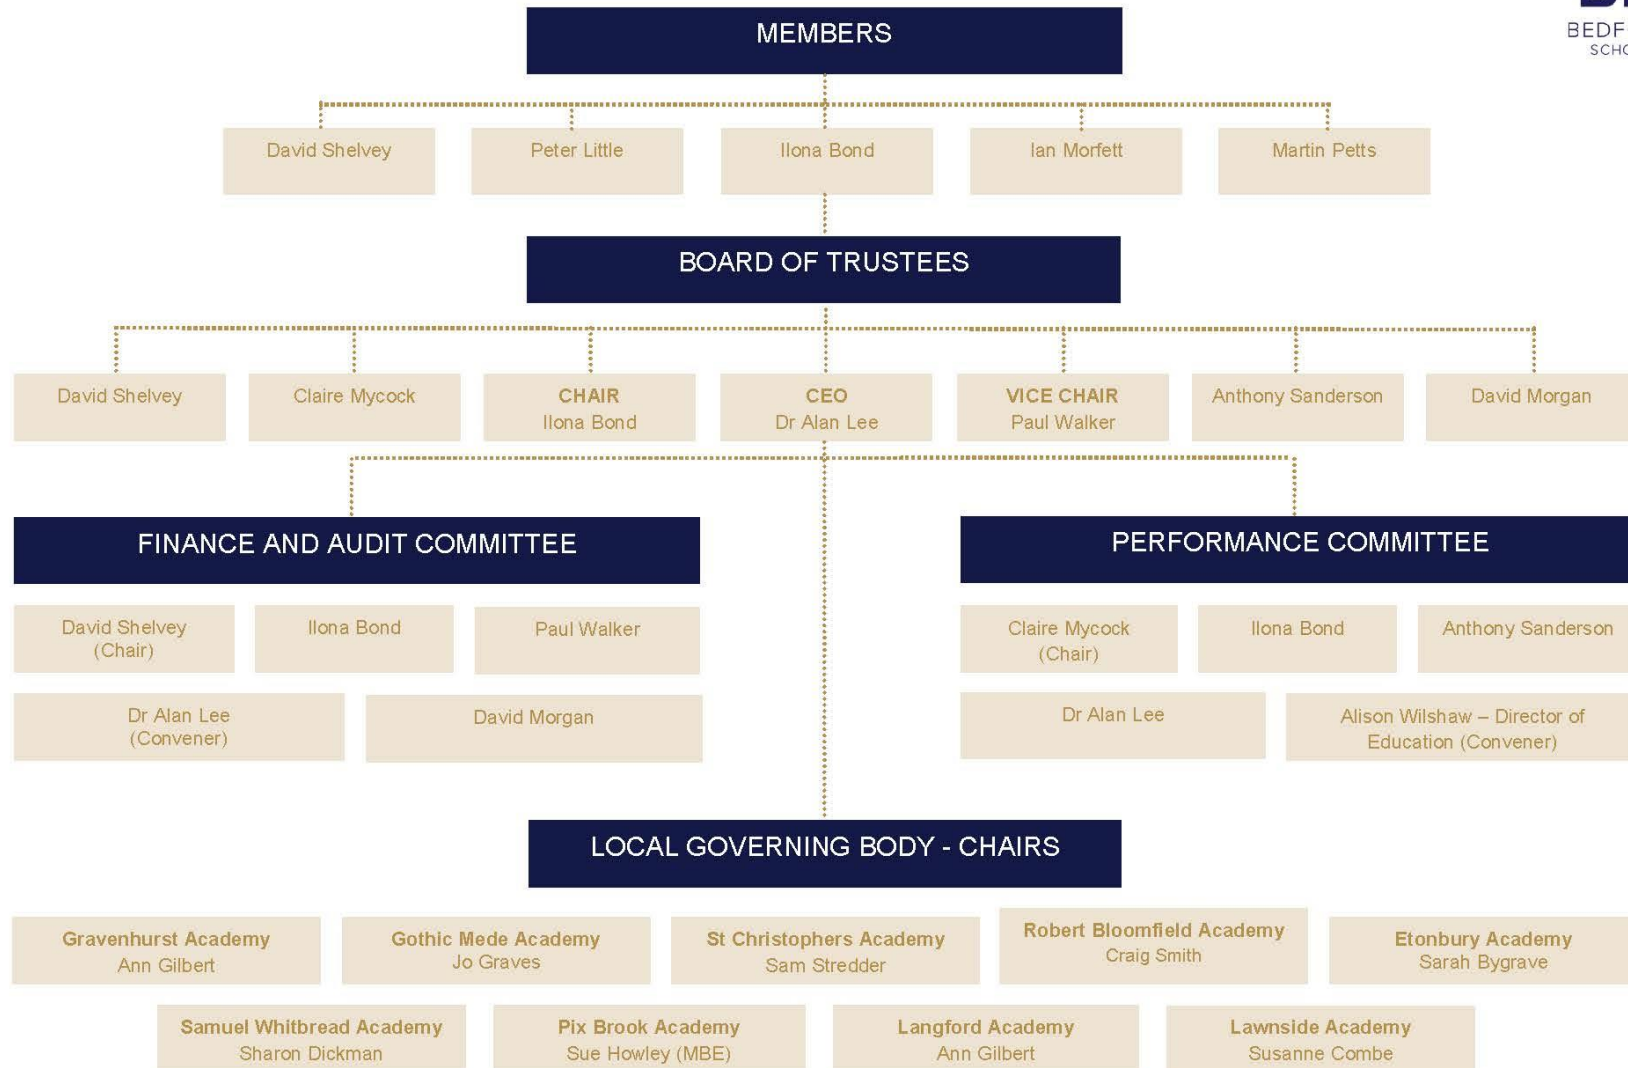 MEMBERS
David Shelvey
Peter Little
Ilona Bond
Ian Morfett
Martin Petts
BOARD OF TRUSTEES
David Shelvey
Claire Mycock
CHAIR
Ilona Bond
CEO
Dr Alan Lee
VICE CHAIR
Paul Walker
Anthony Sanderson
David Morgan
FINANCE AND AUDIT COMMITTEE
David Shelvey
(Chair)
Ilona Bond
Paul Walker
Dr Alan Lee
(Convener)
David Morgan
PERFORMANCE COMMITTEE
Claire Mycock
(Chair)
Ilona Bond
Anthony Sanderson
Dr Alan Lee
Alison Wilshaw – Director of
Education (Convener)
LOCAL GOVERNING BODY - CHAIRS
Gravenhurst Academy
Ann Gilbert
Gothic Mede Academy
Jo Graves
St Christophers Academy
Sam Stredder
Robert Bloomfield Academy
Craig Smith
Etonbury Academy
Sarah Bygrave
Samuel Whitbread Academy
Sharon Dickman
Pix Brook Academy
Sue Howley (MBE)
Langford Academy
Ann Gilbert
Lawnside Academy
Susanne Combe